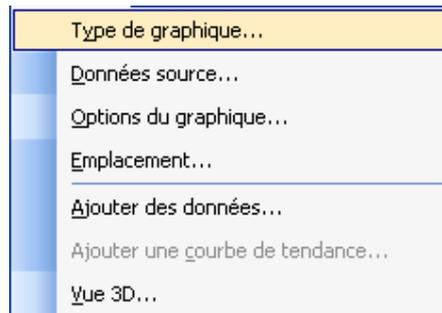 Type de graphique...
Données source...
Options du graphique...
Emplacement...
Ajouter des données...
Ajouter une courbe de tendance...
Vue 3D...